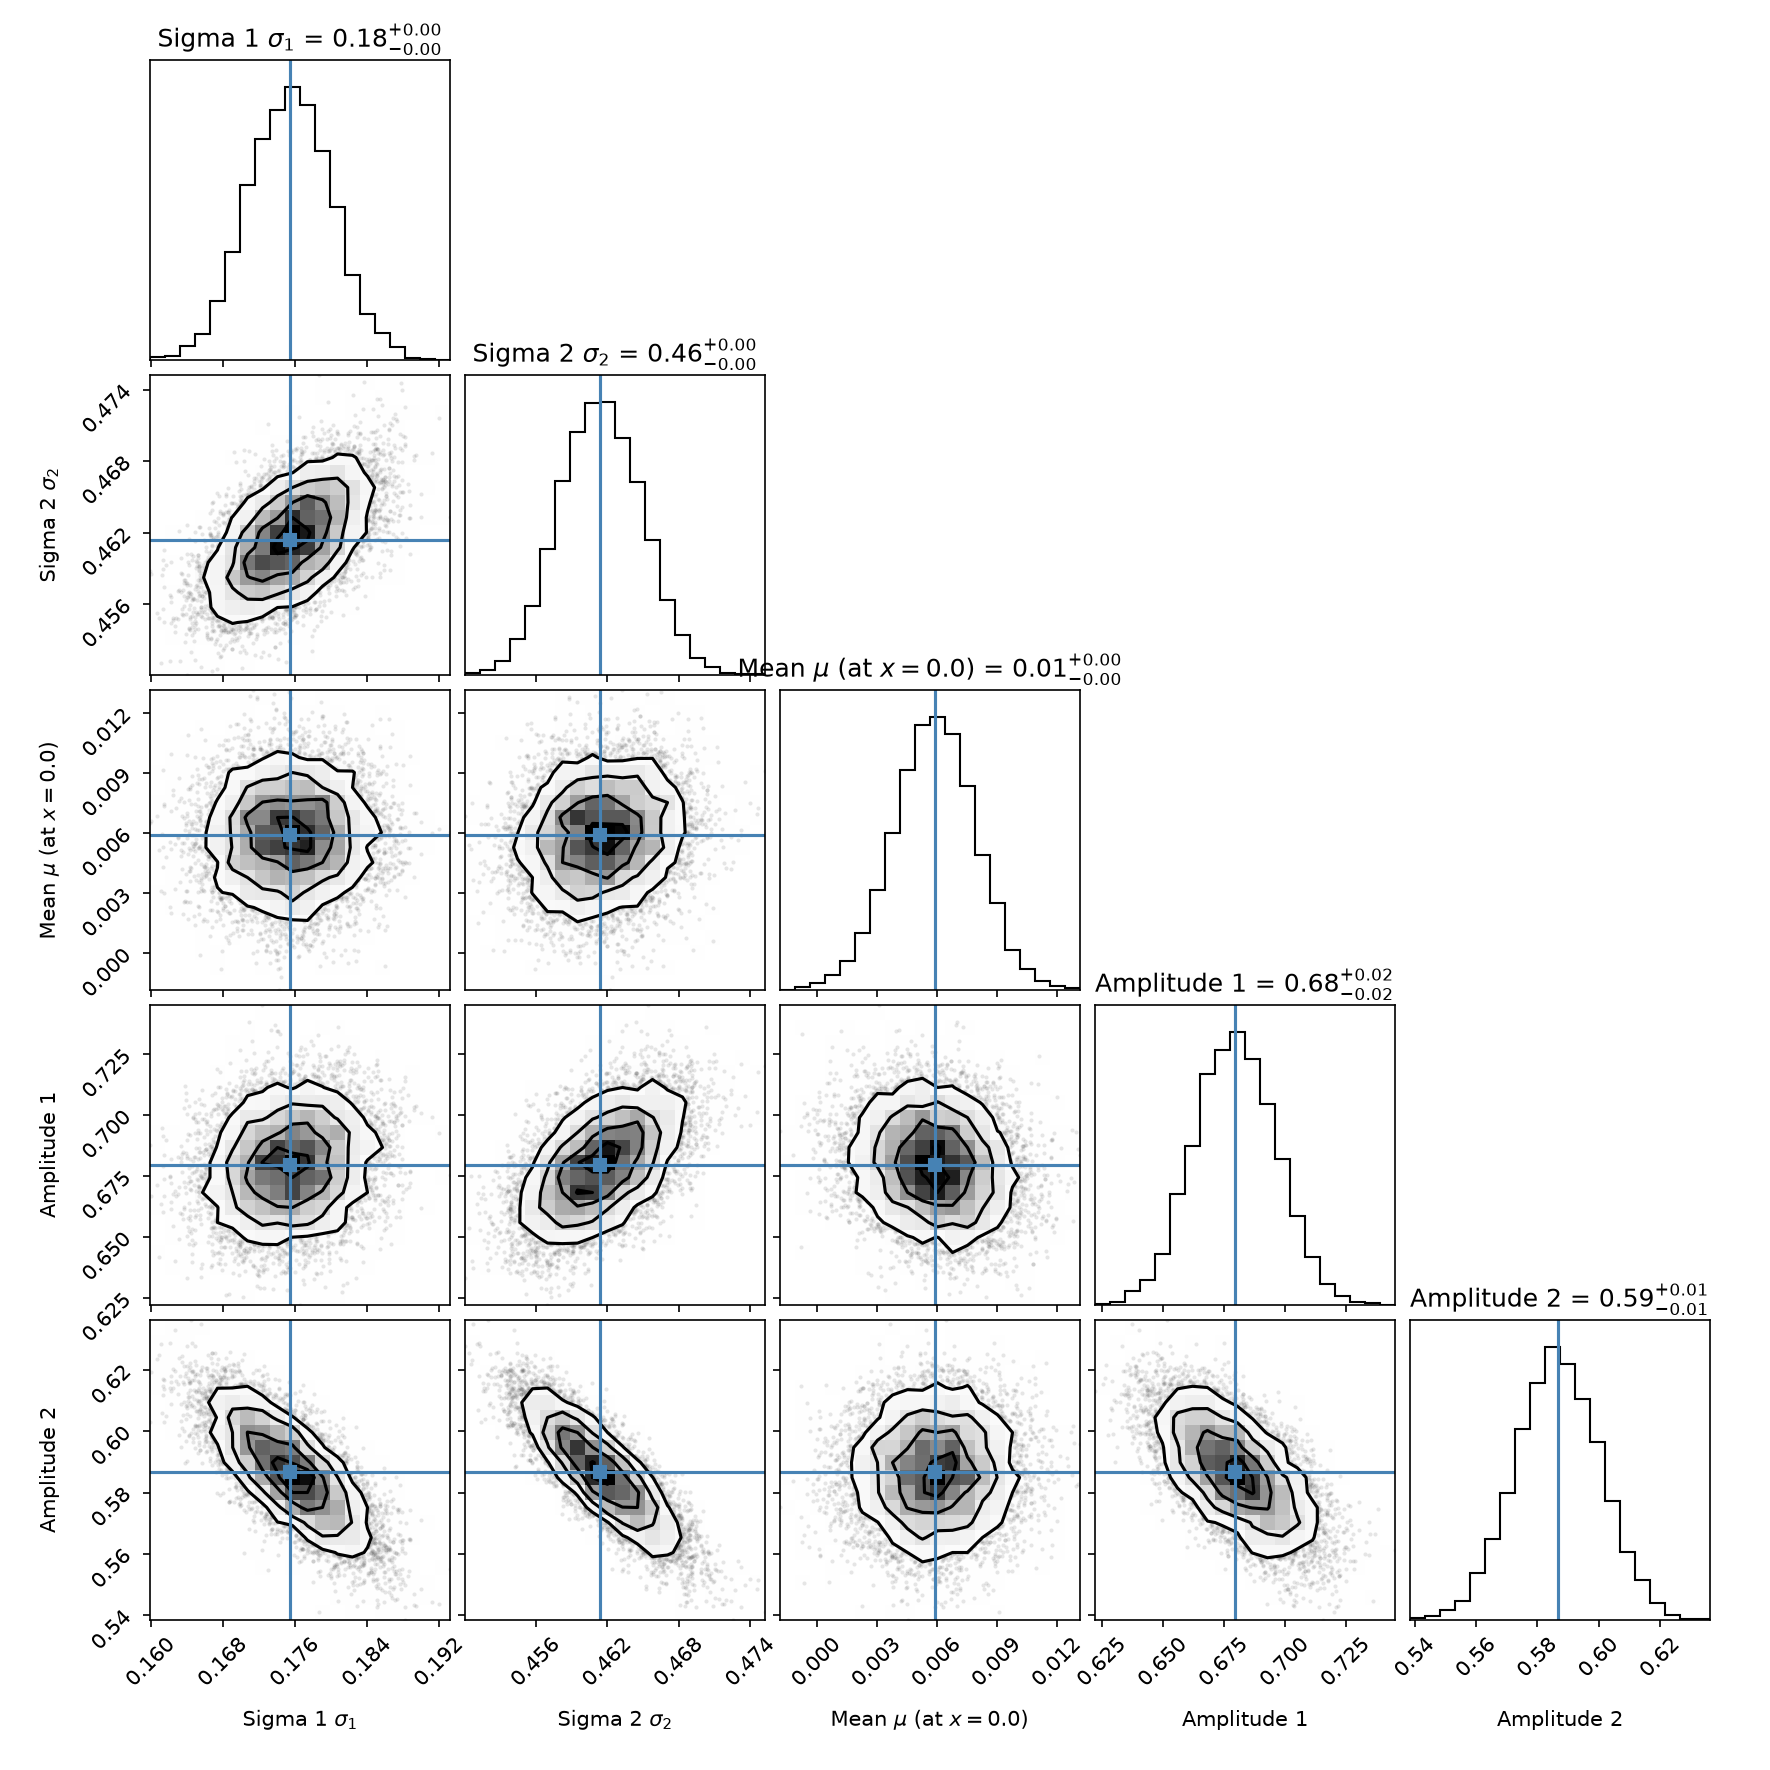 Sigma 1 σ₁ = 0.18 +0.00 −0.00
Sigma 2 σ₂ = 0.46 +0.00 −0.00
0.474
0.468
0.462
0.456
Sigma 2 σ₂
Mean μ (at x = 0.0) = 0.01 +0.00 −0.00
0.012
0.009
0.006
0.003
0.000
Mean μ (at x = 0.0)
Amplitude 1 = 0.68 +0.02 −0.02
0.725
0.700
0.675
0.650
0.625
Amplitude 1
Amplitude 2 = 0.59 +0.01 −0.01
0.62
0.60
0.58
0.56
0.54
Amplitude 2
0.160 0.168 0.176 0.184 0.192 0.456 0.462 0.468 0.474 0.000 0.003 0.006 0.009 0.012 0.625 0.650 0.675 0.700 0.725 0.54 0.56 0.58 0.60 0.62
Sigma 1 σ₁ Sigma 2 σ₂ Mean μ (at x = 0.0) Amplitude 1 Amplitude 2